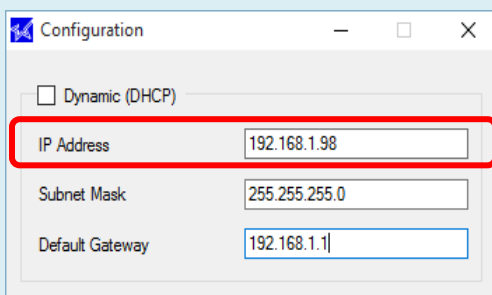 Configuration
Dynamic (DHCP)
IP Address 192.168.1.98
Subnet Mask 255.255.255.0
Default Gateway 192.168.1.1